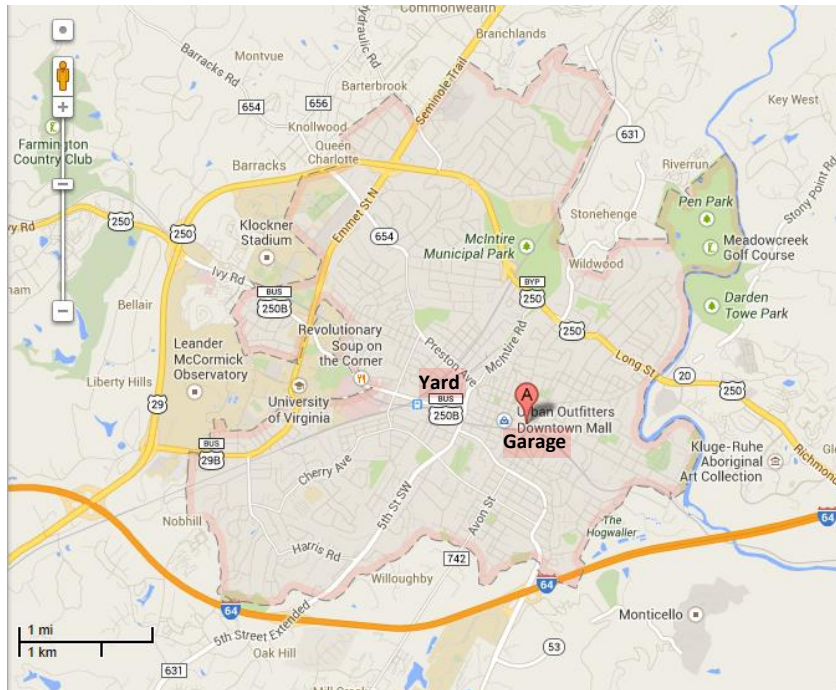 Commonwealth
Branchlands
Montvue
Hydraulic Rd
Barracks Rd
Barterbrook
Seminole Trail
654
656
Key West
631
Knollwood
Queen
Charlotte
Farmington
Country Club
Barracks
Riverrun
Stony Point Rd
Pen Park
250
Klockner
Stadium
Emmet St N
654
McIntire
Municipal Park
Stonehenge
Meadowcreek
Golf Course
250
250
Ivy Rd
Wildwood
BYP
250
Bellair
BUS
250B
Darden
Towe Park
Revolutionary
Soup on
the Corner
Leander
McCormick
Observatory
Preston Ave
McIntire Rd
250
Long St
20
Liberty Hills
Yard
A
250
29
University
of Virginia
BUS
250B
Urban Outfitters
Downtown Mall
Garage
Richmond
BUS
29B
Cherry Ave
Kluge-Ruhe
Aboriginal
Art Collection
5th St SW
Avon St
Nobhill
The
Hogwaller
64
Harris Rd
742
Willoughby
64
64
Monticello
1 mi
1 km
5th Street Extended
Oak Hill
53
631